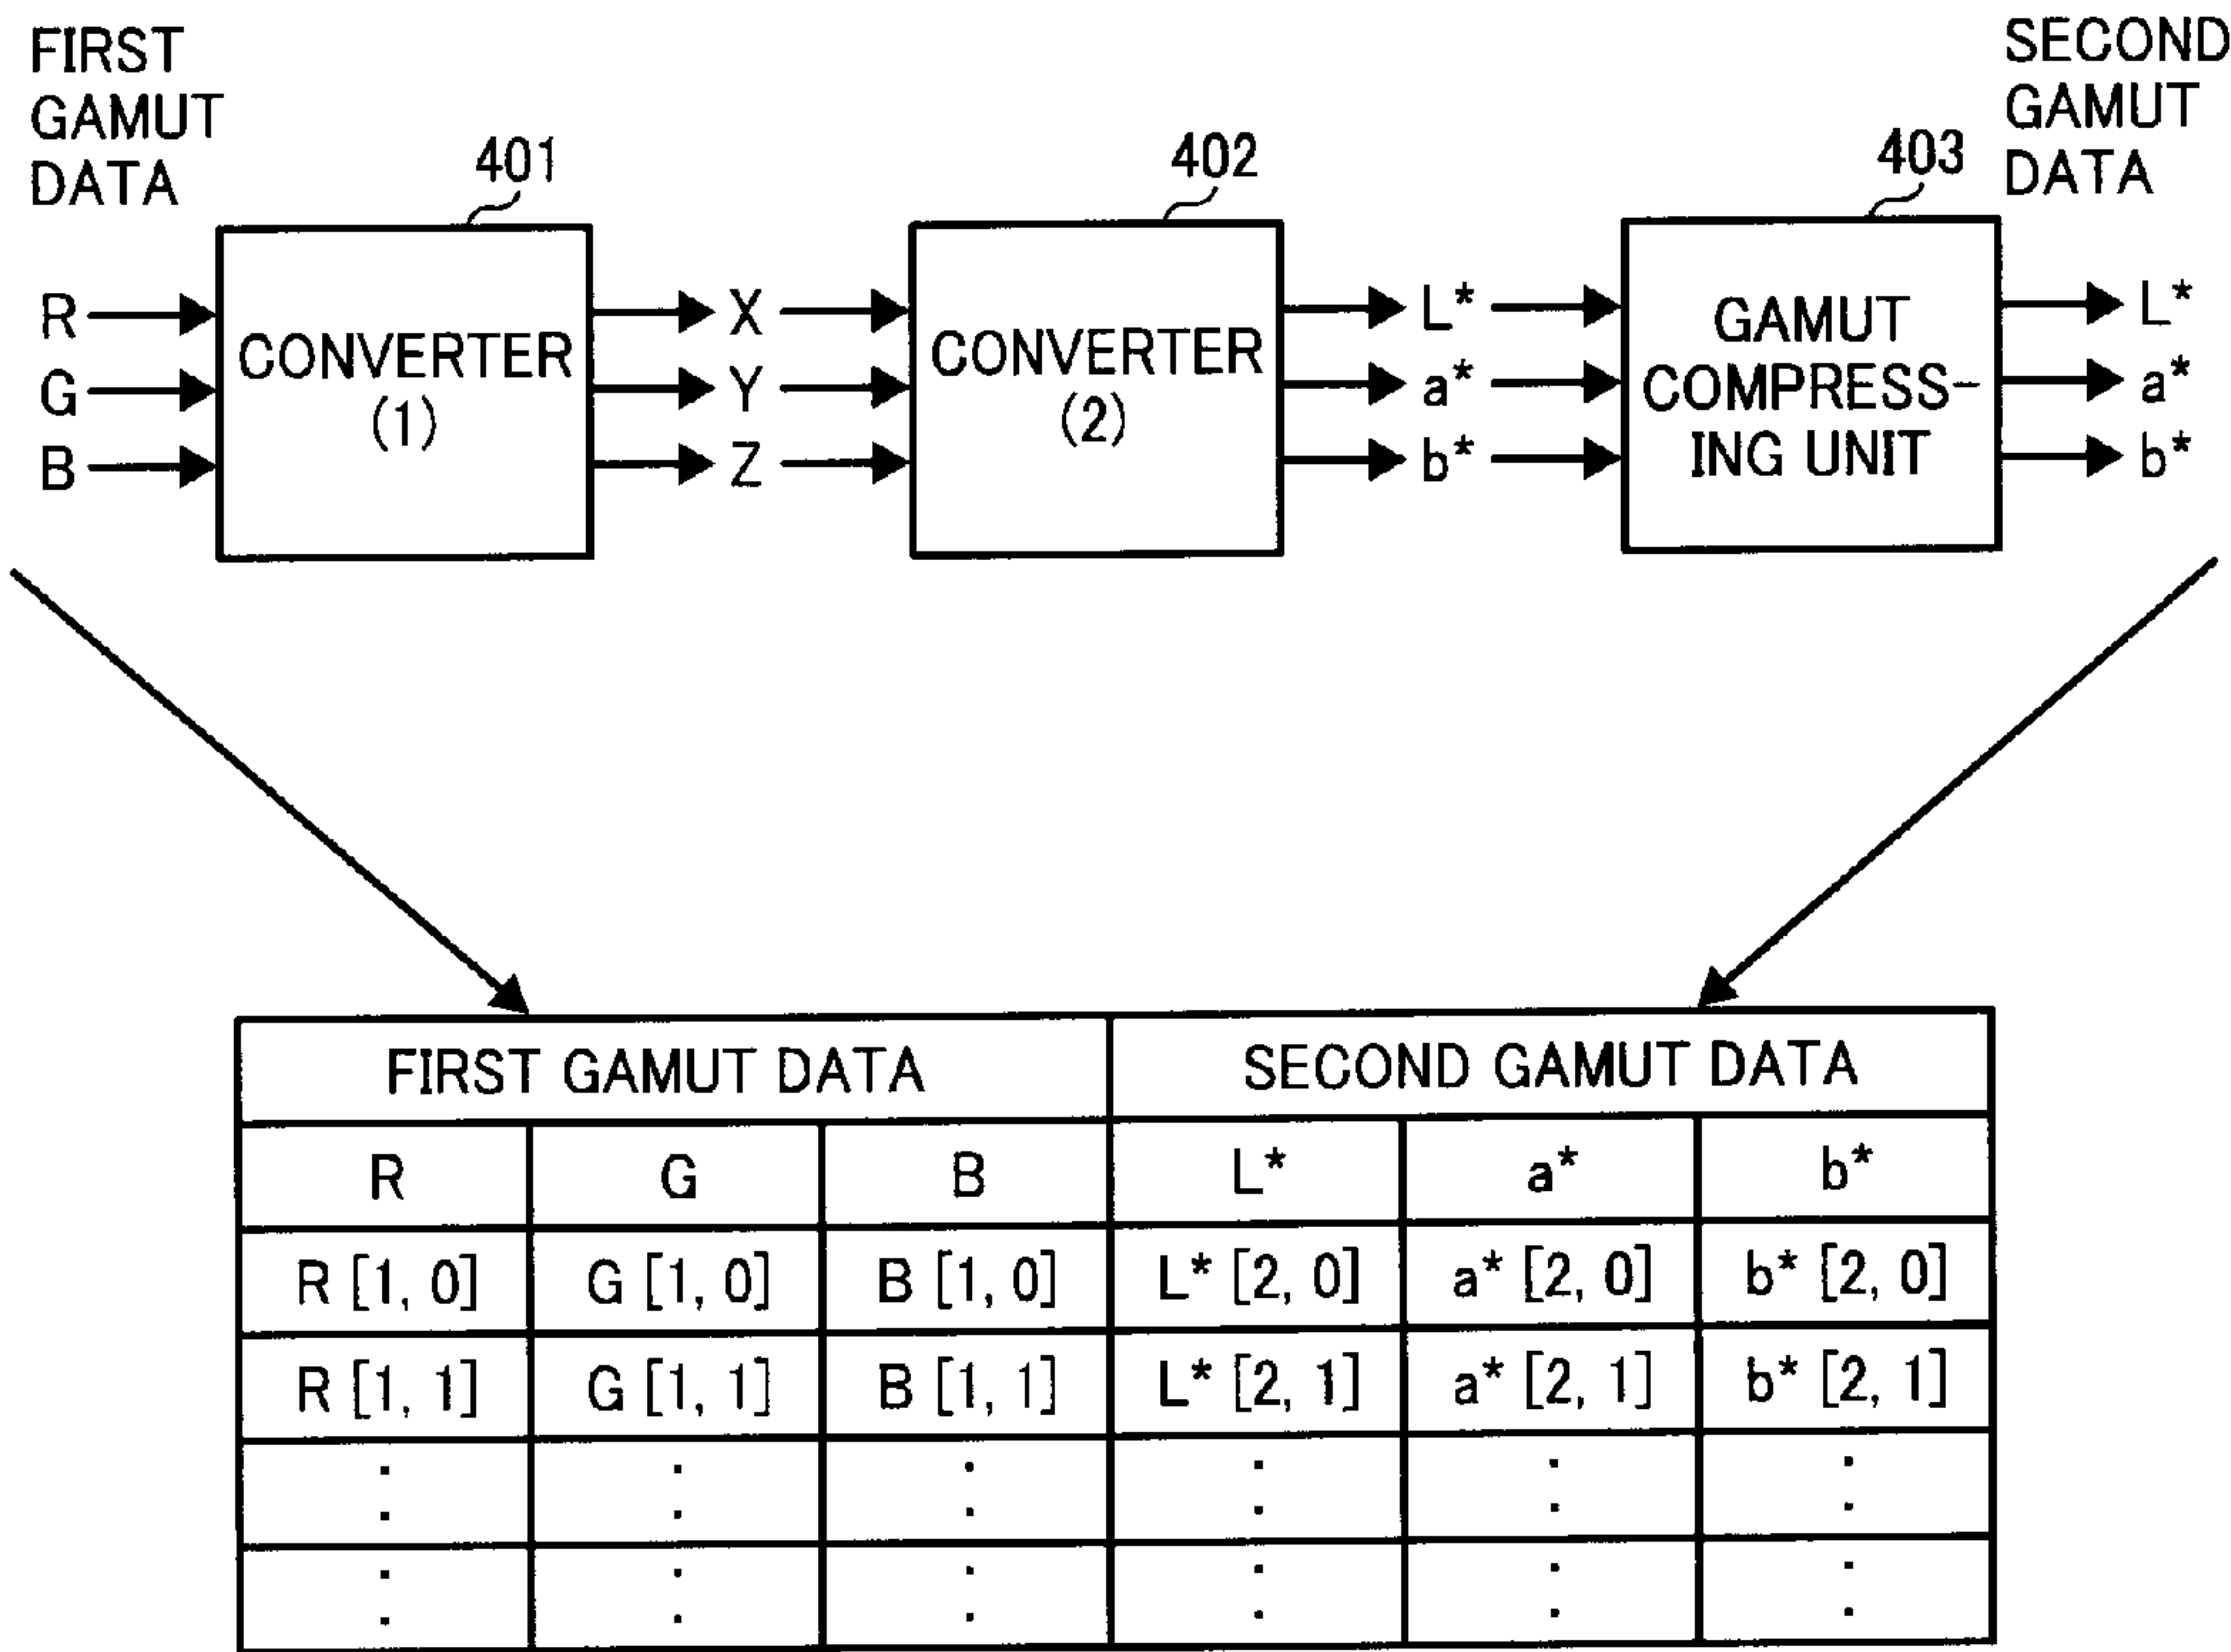 FIRST
GAMUT
DATA
SECOND
GAMUT
DATA
401
402
403
R
G
B
CONVERTER
(1)
X
Y
Z
CONVERTER
(2)
L*
a*
b*
GAMUT
COMPRESS-
ING UNIT
L*
a*
b*
FIRST GAMUT DATA SECOND GAMUT DATA
R G B L* a* b*
R [1, 0] G [1, 0] B [1, 0] L* [2, 0] a* [2, 0] b* [2, 0]
R [1, 1] G [1, 1] B [1, 1] L* [2, 1] a* [2, 1] b* [2, 1]
: : : : : :
: : : : : :